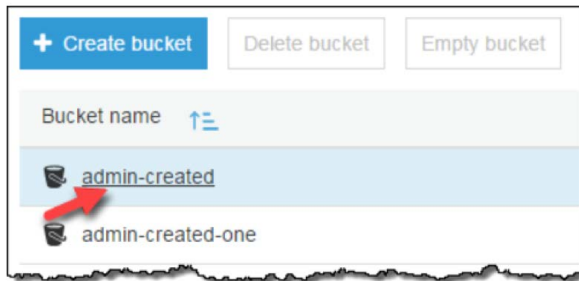 + Create bucket Delete bucket Empty bucket
Bucket name
admin-created
admin-created-one